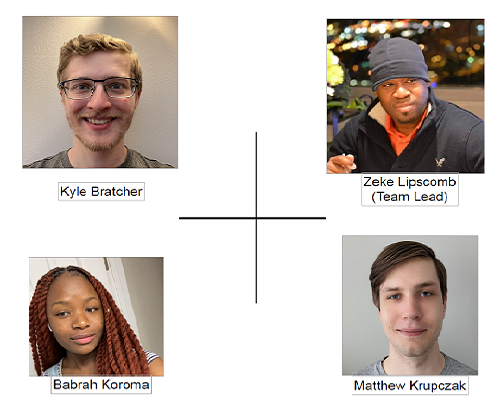 Kyle Bratcher
Zeke Lipscomb
(Team Lead)
Babrah Koroma
Matthew Krupczak